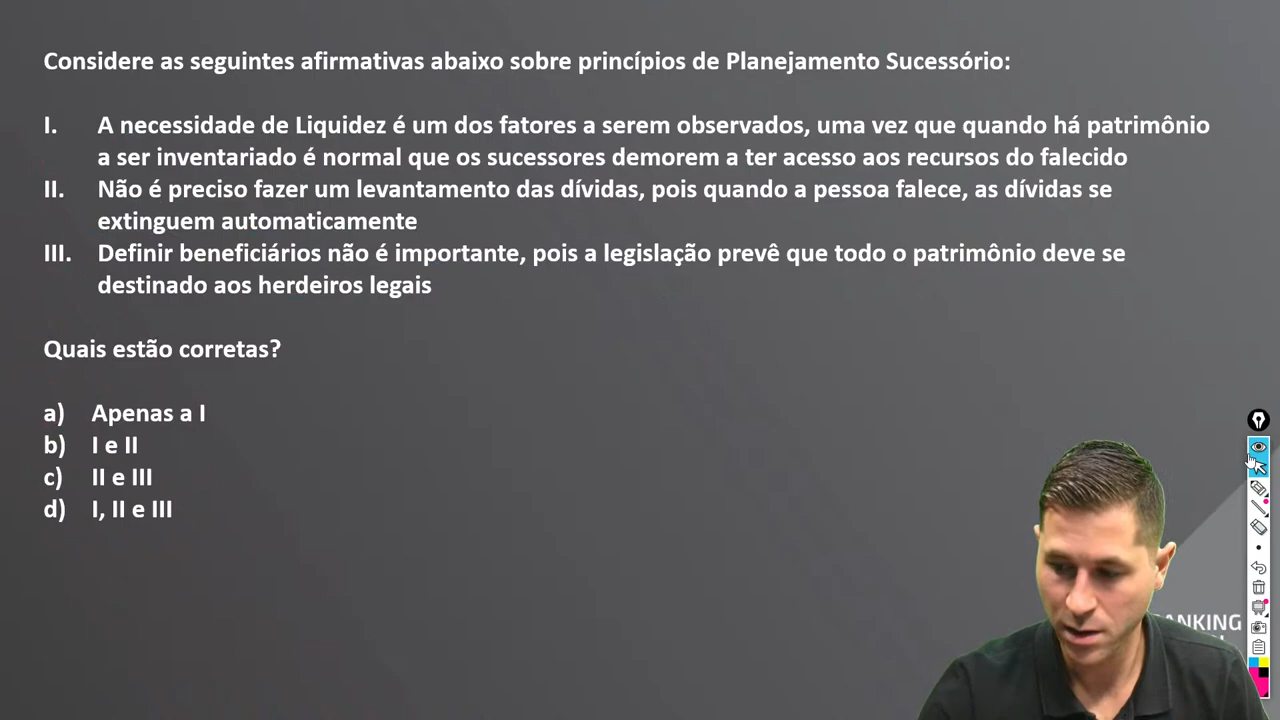 Considere as seguintes afirmativas abaixo sobre princípios de Planejamento Sucessório:
I. A necessidade de Liquidez é um dos fatores a serem observados, uma vez que quando há patrimônio
a ser inventariado é normal que os sucessores demorem a ter acesso aos recursos do falecido
II. Não é preciso fazer um levantamento das dívidas, pois quando a pessoa falece, as dívidas se
extinguem automaticamente
III. Definir beneficiários não é importante, pois a legislação prevê que todo o patrimônio deve se
destinado aos herdeiros legais
Quais estão corretas?
a) Apenas a I
b) I e II
c) II e III
d) I, II e III
ANKING